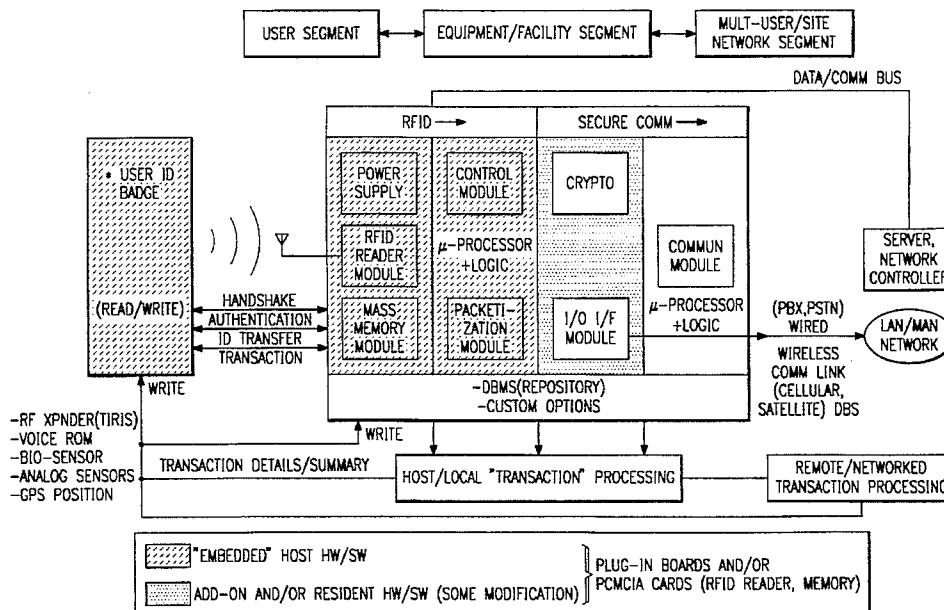 USER SEGMENT
EQUIPMENT/FACILITY SEGMENT
MULT-USER/SITE
NETWORK SEGMENT
DATA/COMM BUS
RFID
SECURE COMM
* USER ID
BADGE
(READ/WRITE)
POWER
SUPPLY
CONTROL
MODULE
CRYPTO
RFID
READER
MODULE
μ-PROCESSOR
+LOGIC
COMMUN
MODULE
SERVER,
NETWORK
CONTROLLER
HANDSHAKE
AUTHENTICATION
ID TRANSFER
TRANSACTION
MASS
MEMORY
MODULE
PACKETI-
ZATION
MODULE
I/O I/F
MODULE
μ-PROCESSOR
+LOGIC
(PBX,PSTN)
WIRED
WIRELESS
COMM LINK
(CELLULAR,
SATELLITE) DBS
LAN/MAN
NETWORK
WRITE
-DBMS(REPOSITORY)
-CUSTOM OPTIONS
WRITE
-RF XPNDER(TIRIS)
-VOICE ROM
-BIO-SENSOR
-ANALOG SENSORS
-GPS POSITION
TRANSACTION DETAILS/SUMMARY
HOST/LOCAL "TRANSACTION" PROCESSING
REMOTE/NETWORKED
TRANSACTION PROCESSING
"EMBEDDED" HOST HW/SW
ADD-ON AND/OR RESIDENT HW/SW (SOME MODIFICATION)
PLUG-IN BOARDS AND/OR
PCMCIA CARDS (RFID READER, MEMORY)